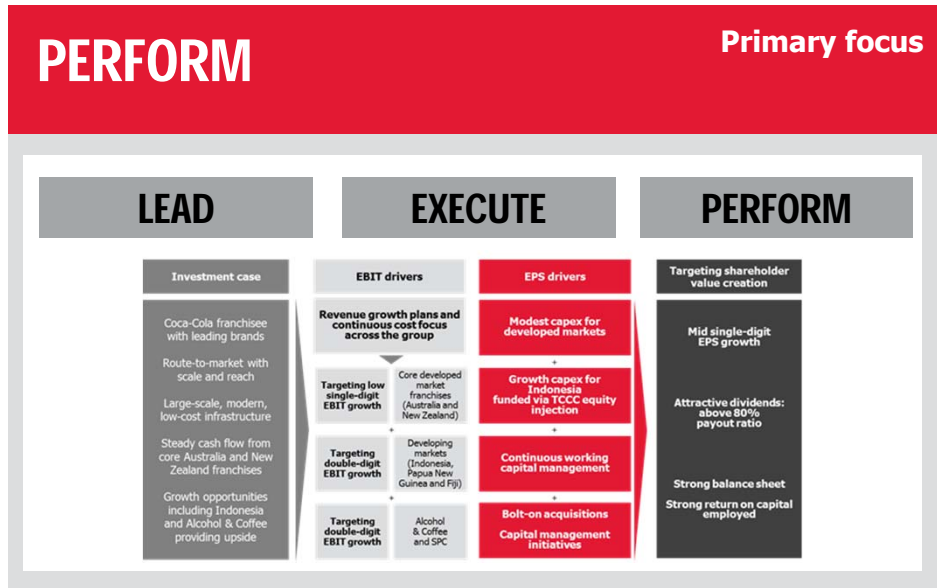 PERFORM
Primary focus
LEAD
EXECUTE
PERFORM
Investment case
Coca-Cola franchisee
with leading brands
Route-to-market with
scale and reach
Large-scale, modern,
low-cost infrastructure
Steady cash flow from
core Australia and New
Zealand franchises
Growth opportunities
including Indonesia
and Alcohol & Coffee
providing upside
EBIT drivers
Revenue growth plans and
continuous cost focus
across the group
Targeting low
single-digit
EBIT growth
Core developed
market
franchises
(Australia and
New Zealand)
+
Targeting
double-digit
EBIT growth
Developing
markets
(Indonesia,
Papua New
Guinea and Fiji)
+
Targeting
double-digit
EBIT growth
Alcohol
& Coffee
and SPC
EPS drivers
Modest capex for
developed markets
+
Growth capex for
Indonesia
funded via TCCC equity
injection
+
Continuous working
capital management
+
Bolt-on acquisitions
Capital management
initiatives
Targeting shareholder
value creation
Mid single-digit
EPS growth
Attractive dividends:
above 80%
payout ratio
Strong balance sheet
Strong return on capital
employed